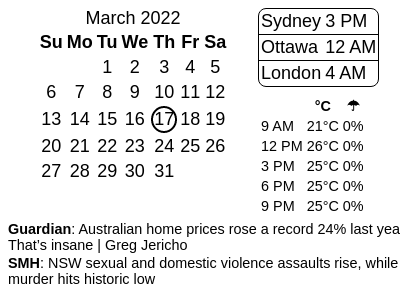 March 2022
Su Mo Tu We Th Fr Sa
1 2 3 4 5
6 7 8 9 10 11 12
13 14 15 16 17 18 19
20 21 22 23 24 25 26
27 28 29 30 31
Sydney 3 PM
Ottawa 12 AM
London 4 AM
°C ☂
9 AM 21°C 0%
12 PM 26°C 0%
3 PM 25°C 0%
6 PM 25°C 0%
9 PM 25°C 0%
Guardian: Australian home prices rose a record 24% last yea
That's insane | Greg Jericho
SMH: NSW sexual and domestic violence assaults rise, while
murder hits historic low